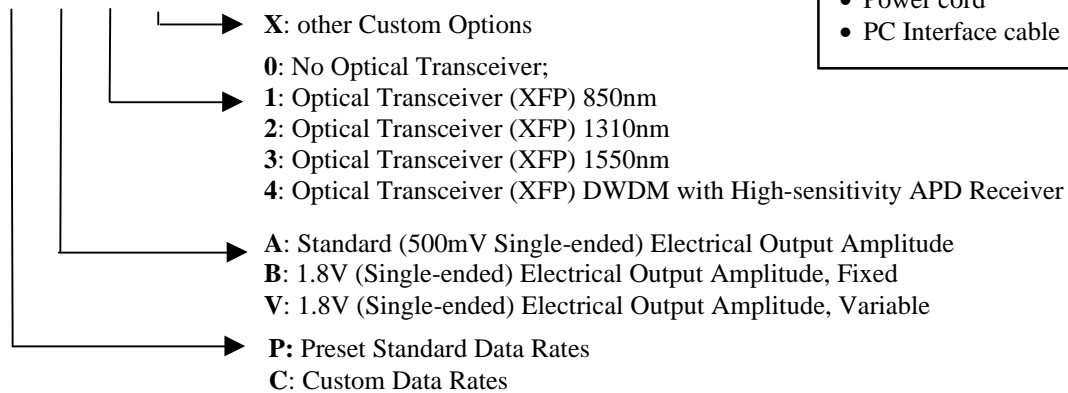 • Power cord
• PC Interface cable
X: other Custom Options
0: No Optical Transceiver;
1: Optical Transceiver (XFP) 850nm
2: Optical Transceiver (XFP) 1310nm
3: Optical Transceiver (XFP) 1550nm
4: Optical Transceiver (XFP) DWDM with High-sensitivity APD Receiver
A: Standard (500mV Single-ended) Electrical Output Amplitude
B: 1.8V (Single-ended) Electrical Output Amplitude, Fixed
V: 1.8V (Single-ended) Electrical Output Amplitude, Variable
P: Preset Standard Data Rates
C: Custom Data Rates